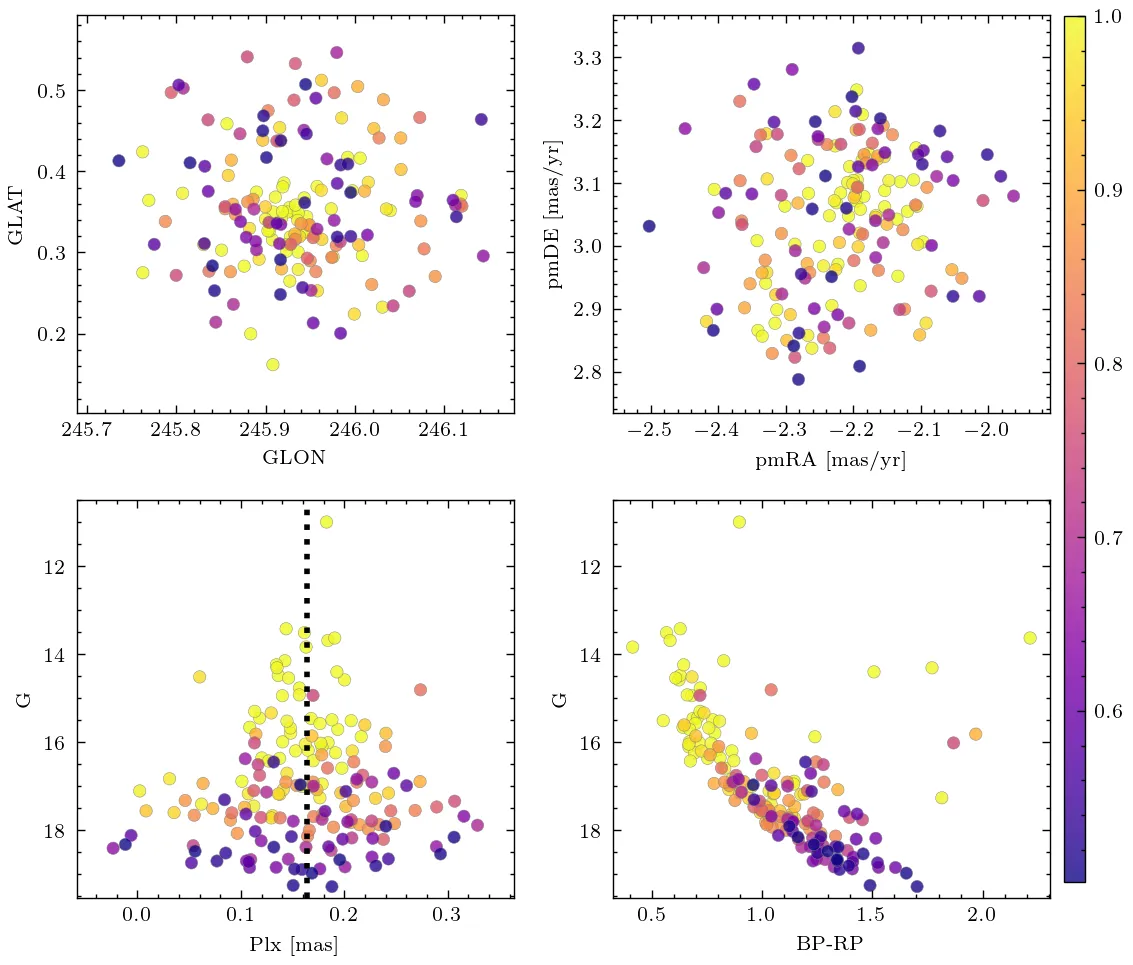 0.5
0.4
0.3
0.2
GLAT
245.7 245.8 245.9 246.0 246.1
GLON
3.3
3.2
3.1
3.0
2.9
2.8
pmDE [mas/yr]
−2.5 −2.4 −2.3 −2.2 −2.1 −2.0
pmRA [mas/yr]
1.0
0.9
0.8
0.7
0.6
12
14
16
18
G
0.0 0.1 0.2 0.3
Plx [mas]
12
14
16
18
G
0.5 1.0 1.5 2.0
BP-RP